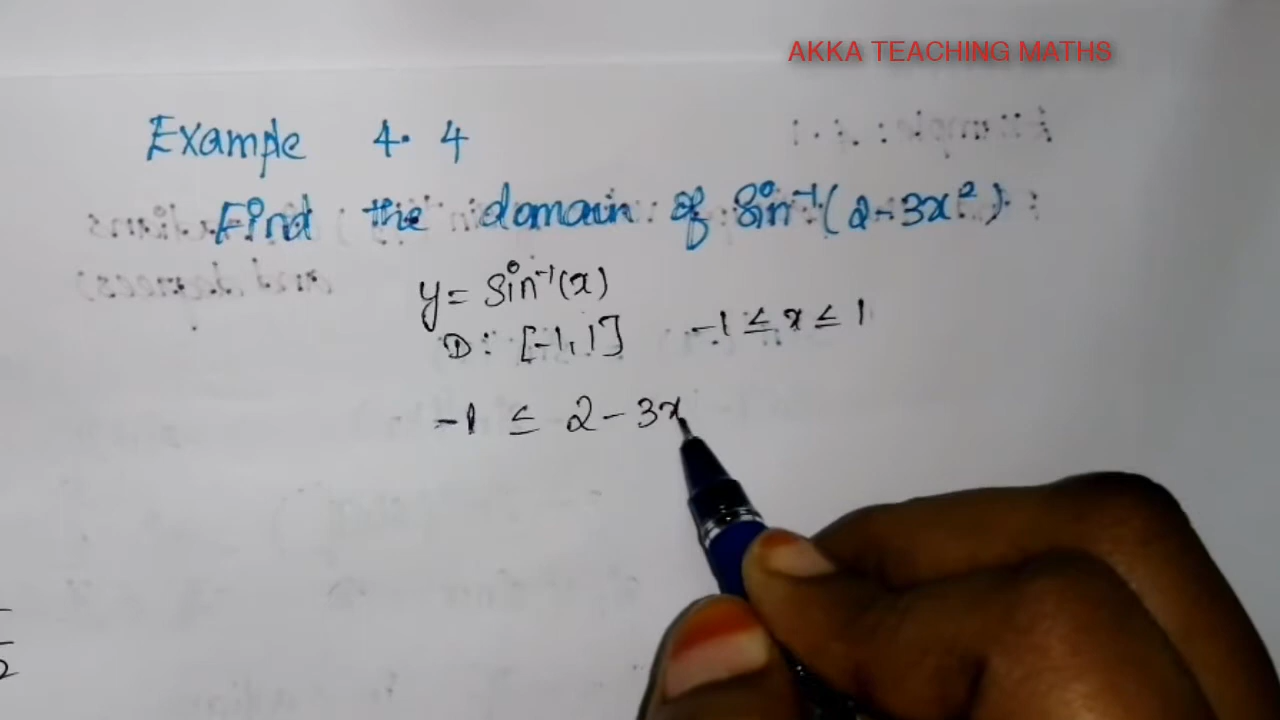 AKKA TEACHING MATHS
Example 4.4
Find the domain of Sin⁻¹(2-3x²).
y = Sin⁻¹(x)
D: [-1, 1] -1 ≤ x ≤ 1
-1 ≤ 2-3x